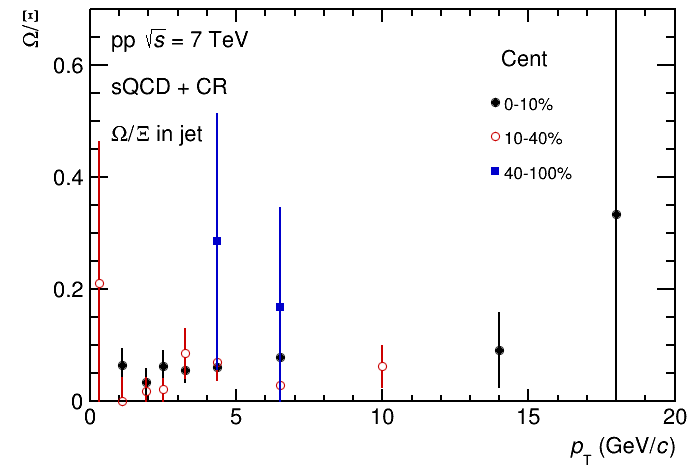 Ω/Ξ
pp √s = 7 TeV
sQCD + CR
Ω/Ξ in jet
Cent
0-10%
10-40%
40-100%
0.6
0.4
0.2
0
0 5 10 15 20
p_T (GeV/c)